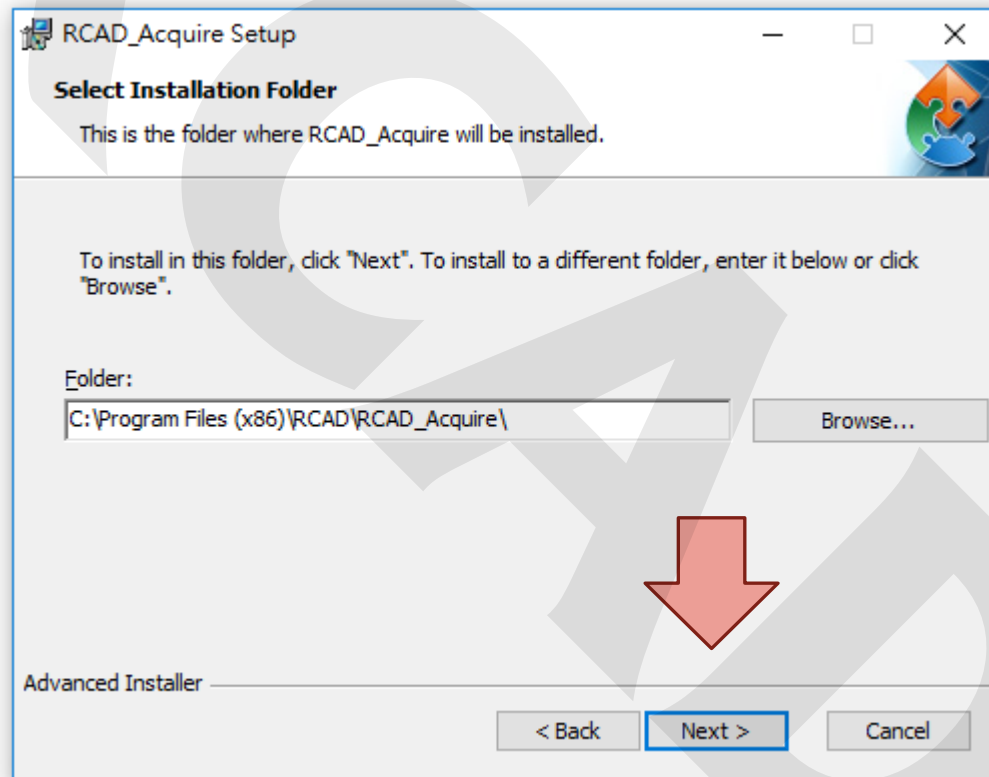 RCAD_Acquire Setup
Select Installation Folder
This is the folder where RCAD_Acquire will be installed.
To install in this folder, click "Next". To install to a different folder, enter it below or click
"Browse".
Folder:
C:\Program Files (x86)\RCAD\RCAD_Acquire\
Browse...
Advanced Installer
< Back
Next >
Cancel